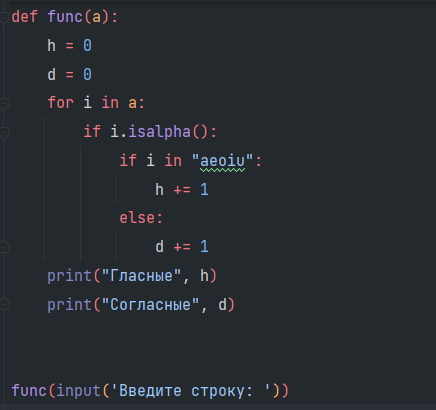 def func(a):
    h = 0
    d = 0
    for i in a:
        if i.isalpha():
            if i in "aeoiu":
                h += 1
            else:
                d += 1
    print("Гласные", h)
    print("Согласные", d)
func(input('Введите строку: '))